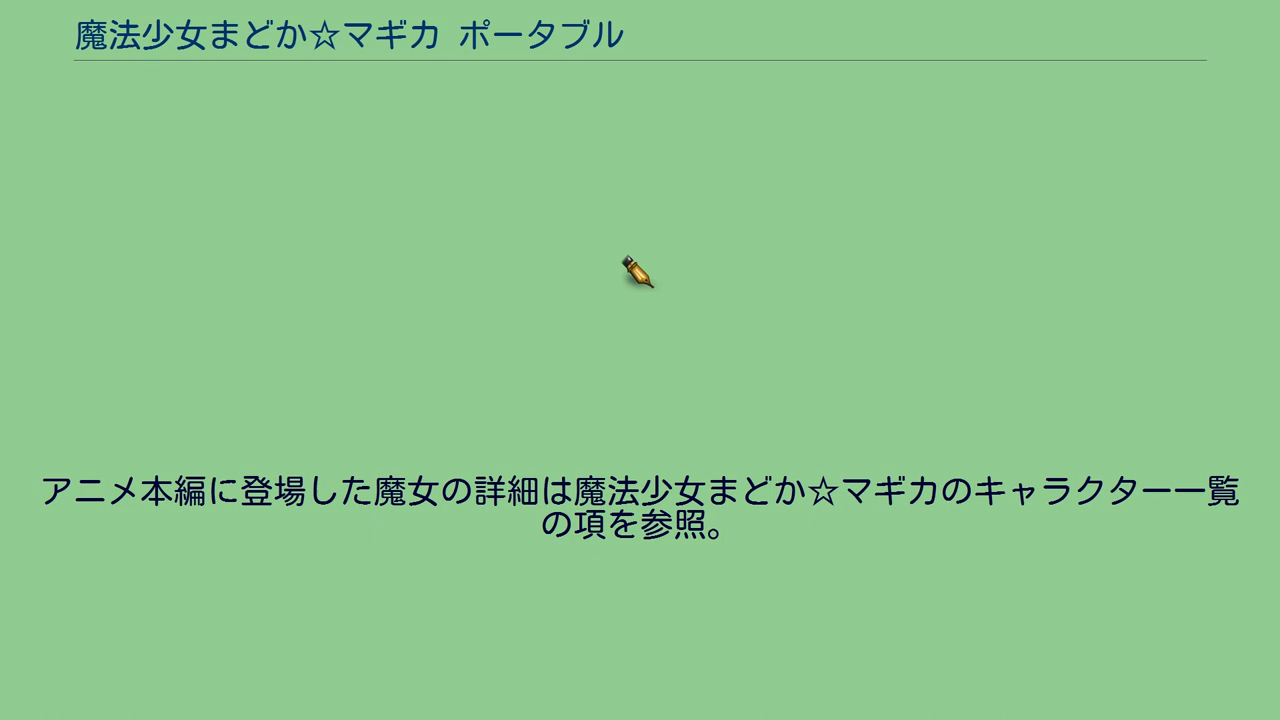 魔法少女まどか☆マギカ ポータブル
アニメ本編に登場した魔女の詳細は魔法少女まどか☆マギカのキャラクター一覧
の項を参照。